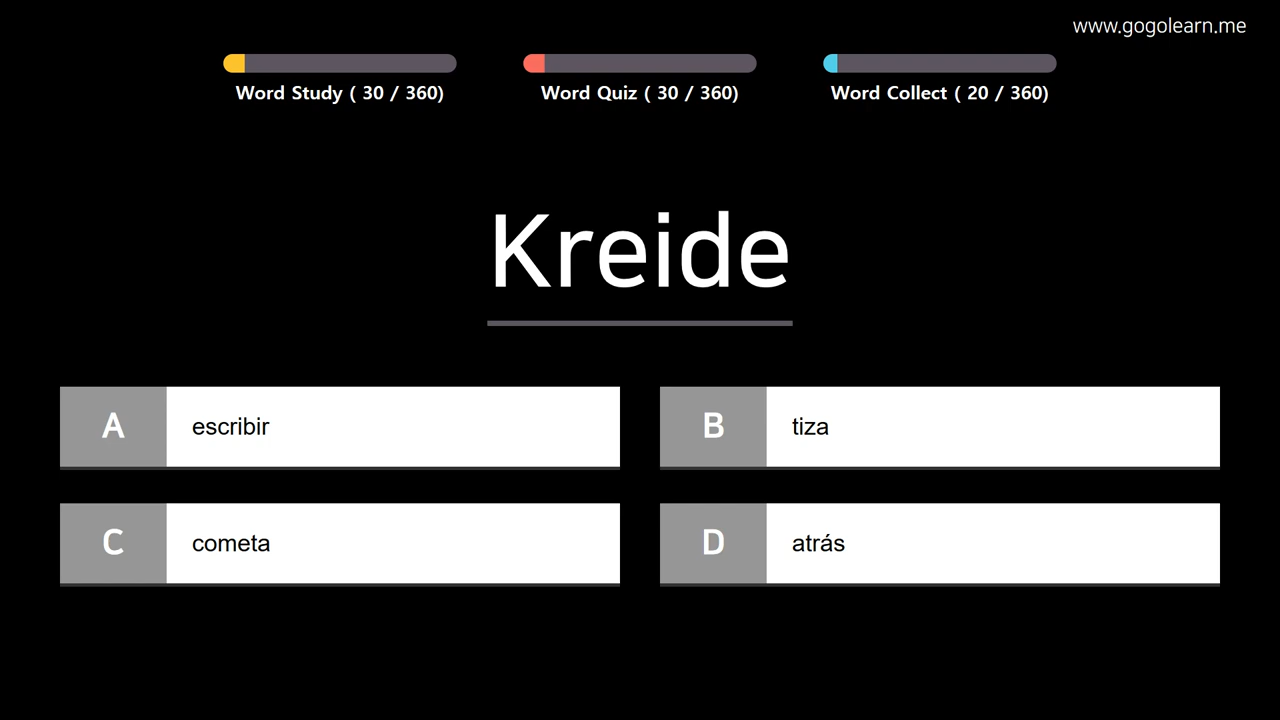 www.gogolearn.me
Word Study ( 30 / 360)
Word Quiz ( 30 / 360)
Word Collect ( 20 / 360)
Kreide
A escribir
B tiza
C cometa
D atrás